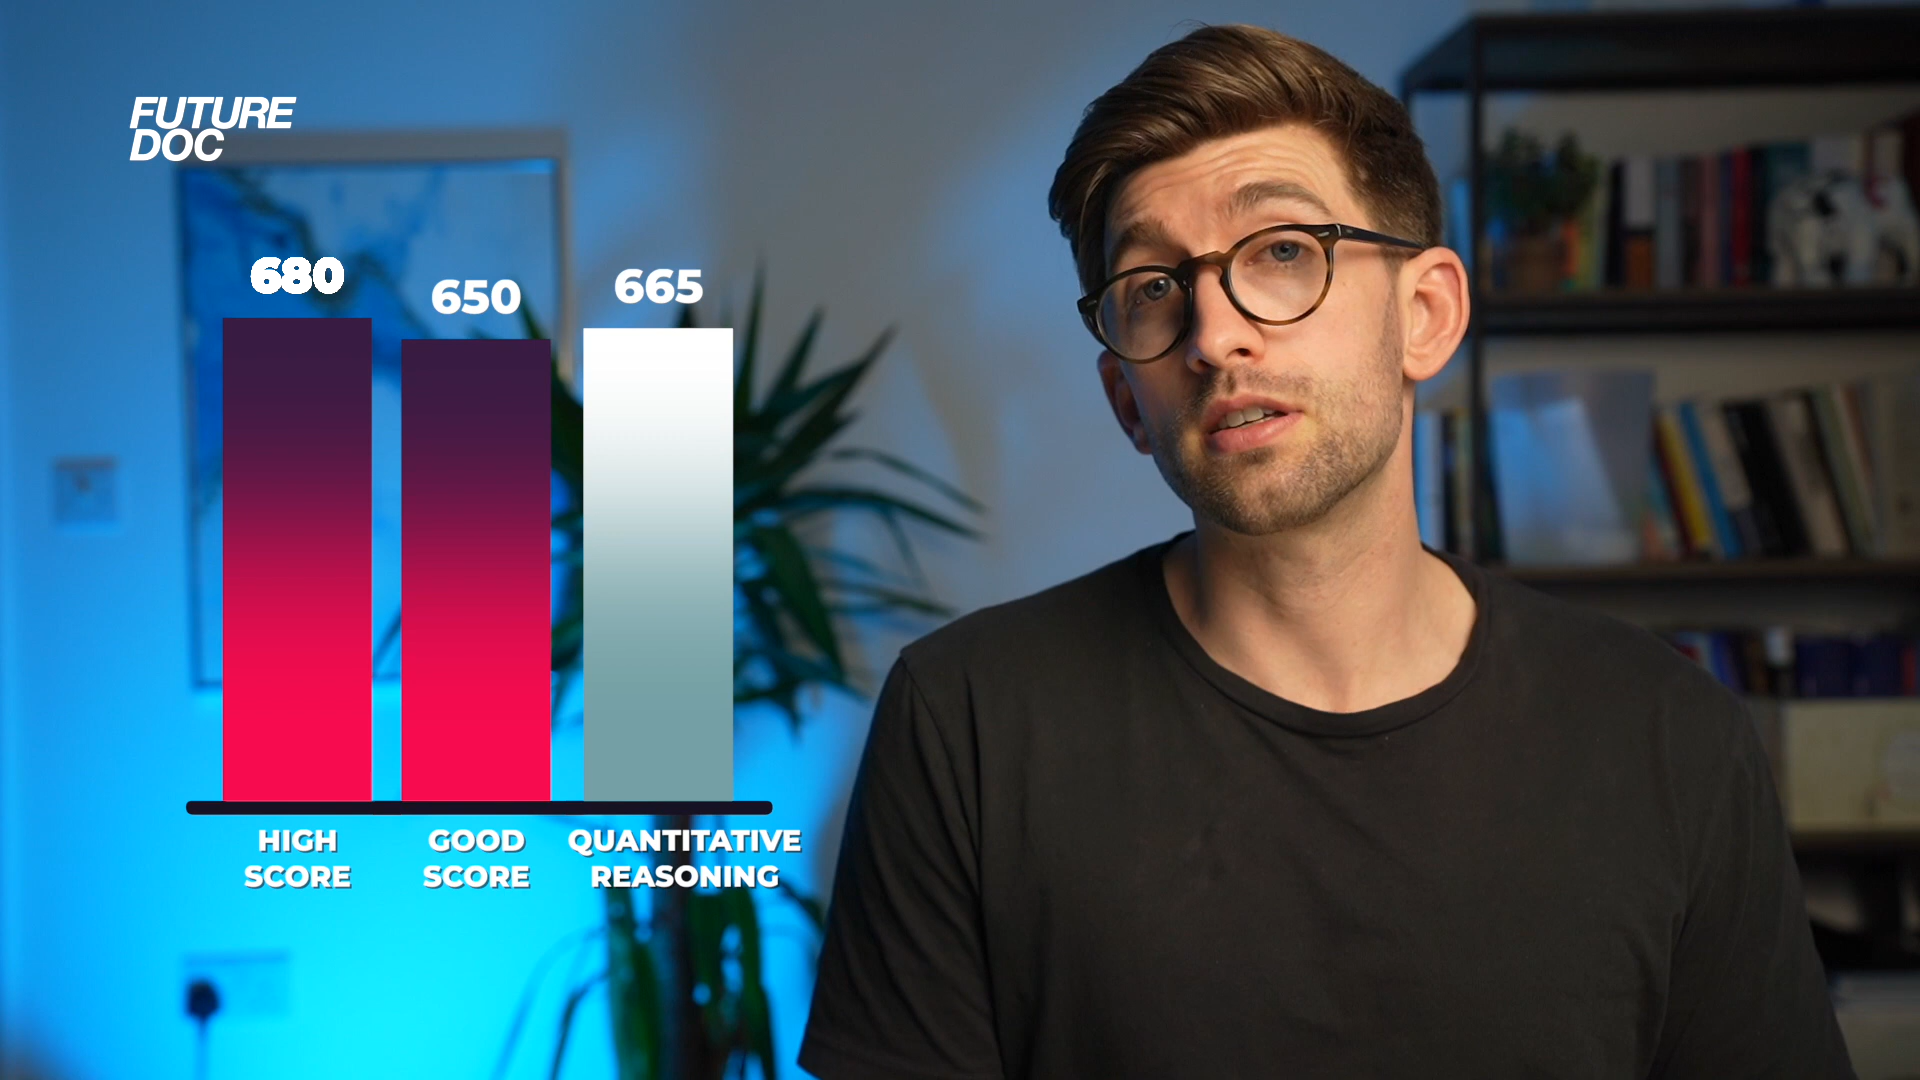 FUTURE
DOC
680
650
665
HIGH
SCORE
GOOD
SCORE
QUANTITATIVE
REASONING